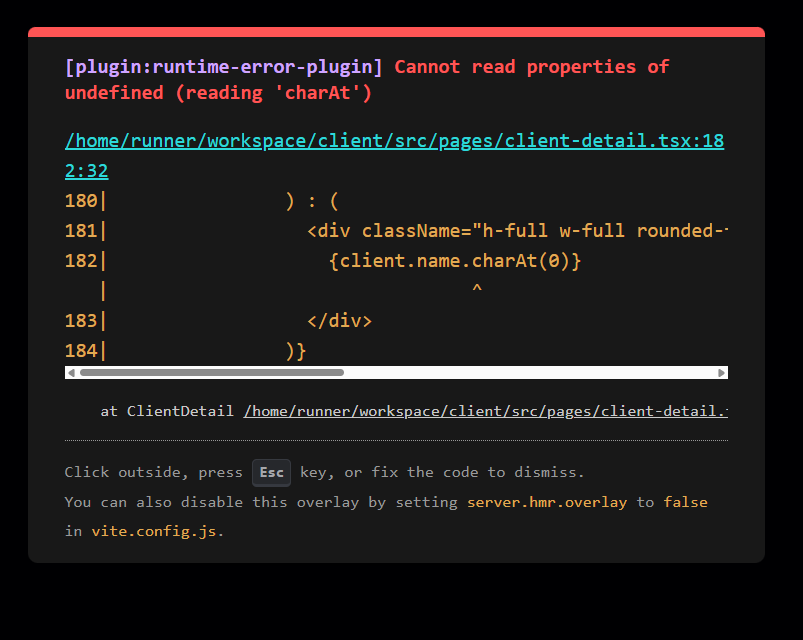 [plugin:runtime-error-plugin] Cannot read properties of
undefined (reading 'charAt')
/home/runner/workspace/client/src/pages/client-detail.tsx:18
2:32
180|                ) : (
181|                  <div className="h-full w-full rounded-
182|                    {client.name.charAt(0)}
   |                                 ^
183|                  </div>
184|                )}
at ClientDetail /home/runner/workspace/client/src/pages/client-detail.
Click outside, press Esc key, or fix the code to dismiss.
You can also disable this overlay by setting server.hmr.overlay to false
in vite.config.js.